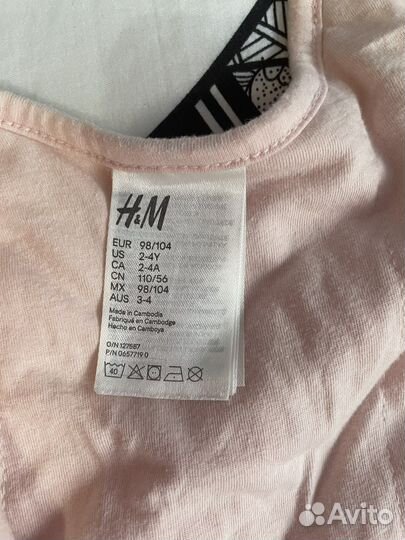 H&M
EUR 98/104
US 2-4Y
CA 2-4A
CN 110/56
MX 98/104
AUS 3-4
Made in Cambodia
Fabriqué en Cambodge
Hecho en Camboya
O/N 127587
P/N 0657719.0
40
Avito